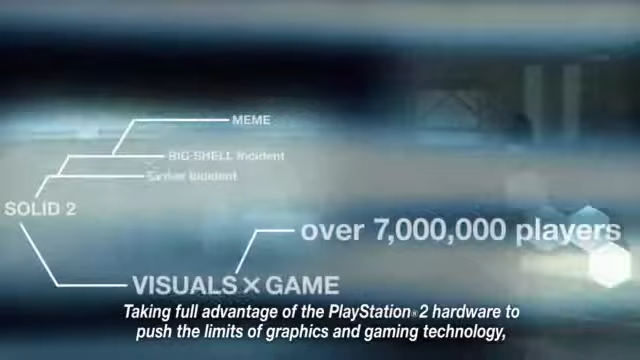 MEME
BIG-SHELL Incident
Tanker Incident
SOLID 2
over 7,000,000 players
VISUALS × GAME
Taking full advantage of the PlayStation®2 hardware to
push the limits of graphics and gaming technology,